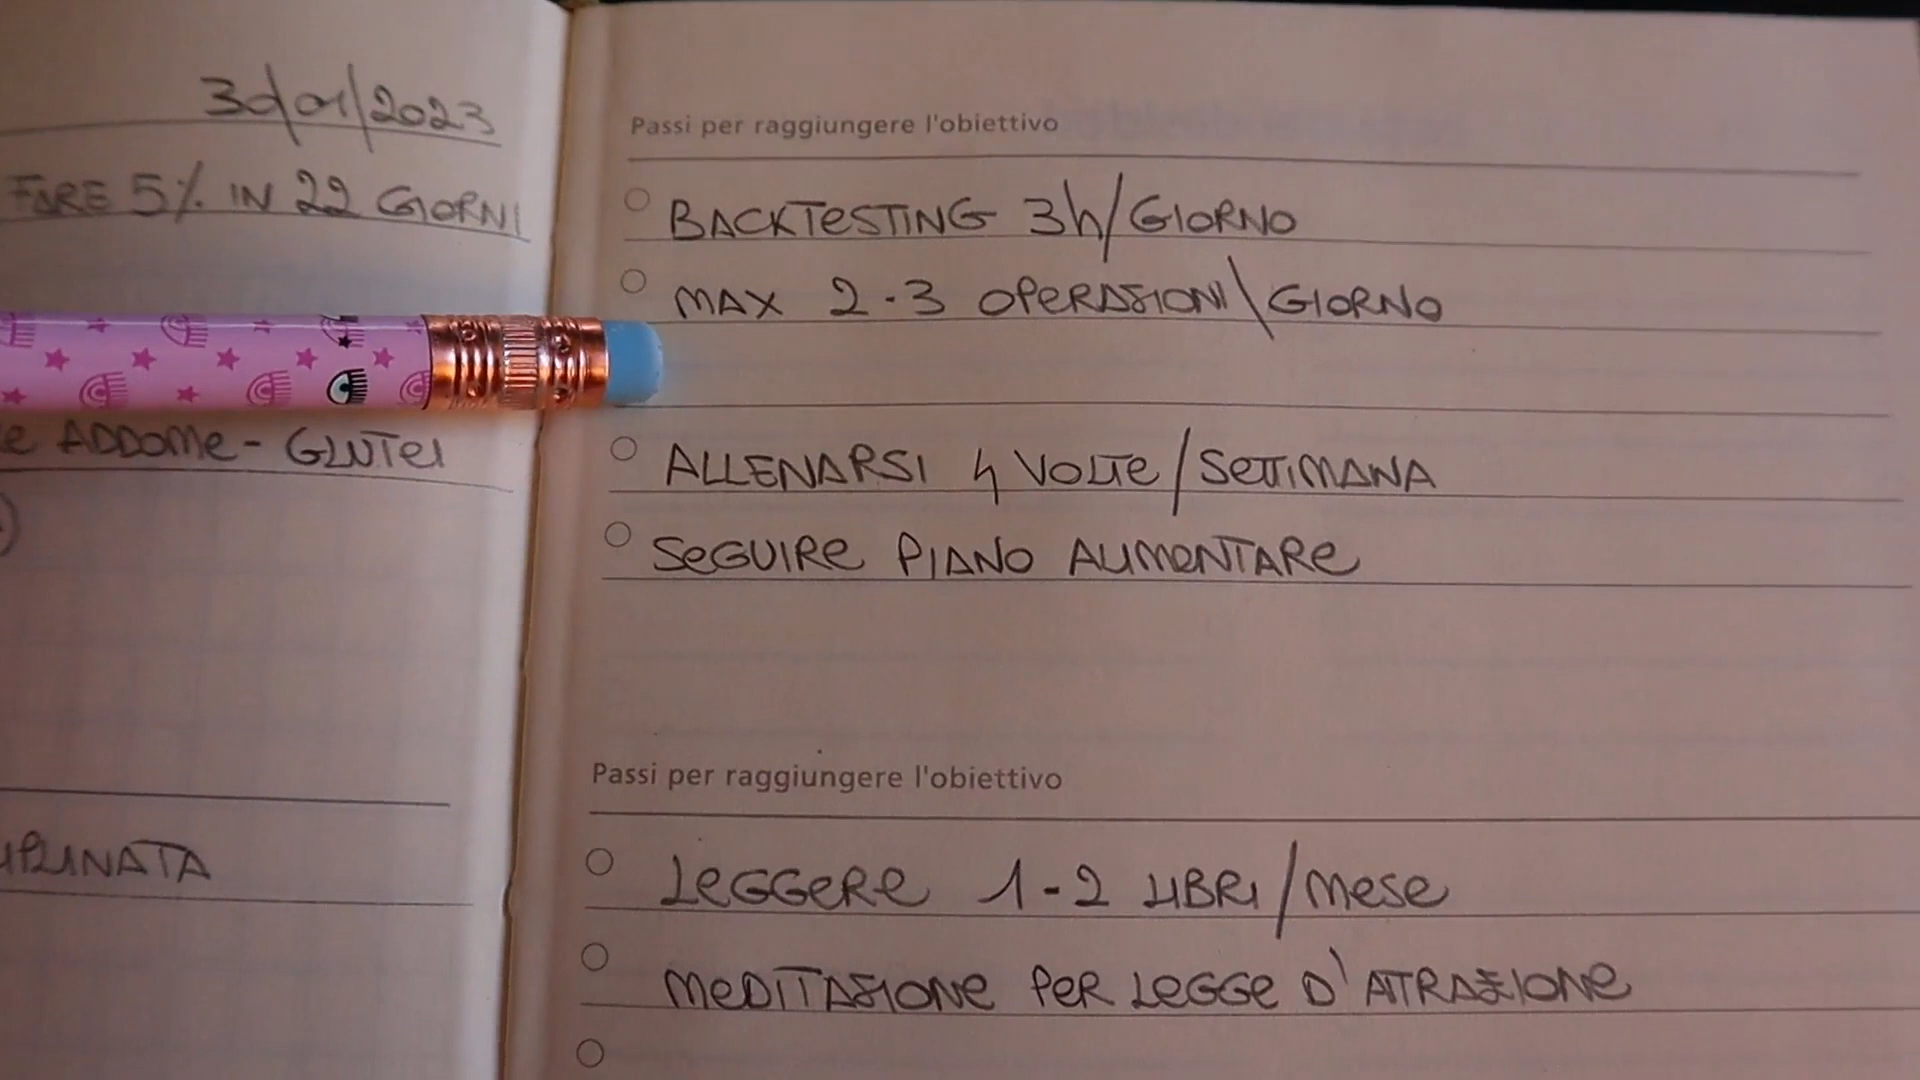 30/01/2023
FARE 5% IN 22 GIORNI
ADDOME - GLUTEI
Passi per raggiungere l'obiettivo
BACKTESTING 3h/GIORNO
MAX 2-3 OPERAZIONI\GIORNO
ALLENARSI 4 VOLTE/SETTIMANA
SEGUIRE PIANO ALIMENTARE
Passi per raggiungere l'obiettivo
LEGGERE 1-2 LIBRI/MESE
MEDITAZIONE PER LEGGE D'ATTRAZIONE